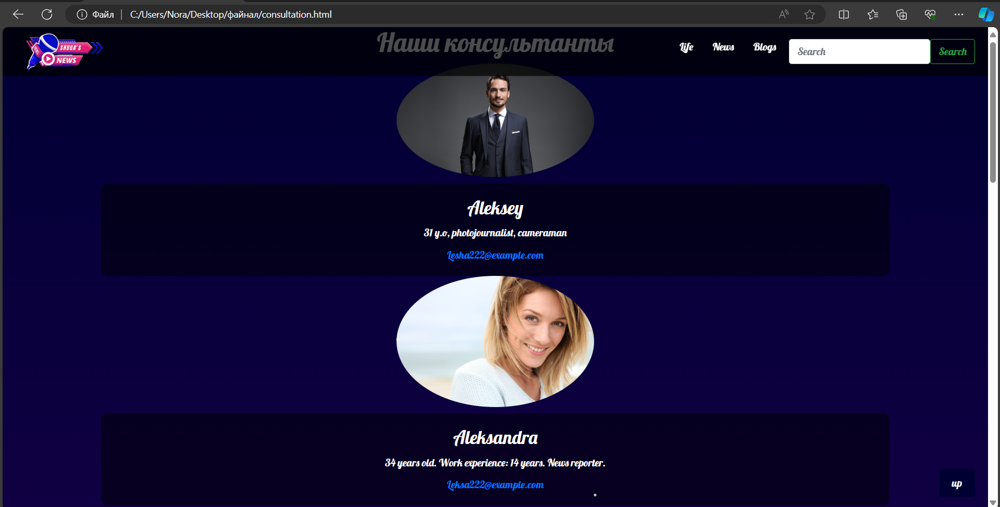 Файл
C:/Users/Nora/Desktop/файнал/consultation.html
SHUGA'S
NEWS
NEWS
Наши консультанты
Life
News
Blogs
Search
Search
Aleksey
31 y.o, photojournalist, cameraman
Lesha222@example.com
Aleksandra
34 years old. Work experience: 14 years. News reporter.
Leksa222@example.com
up